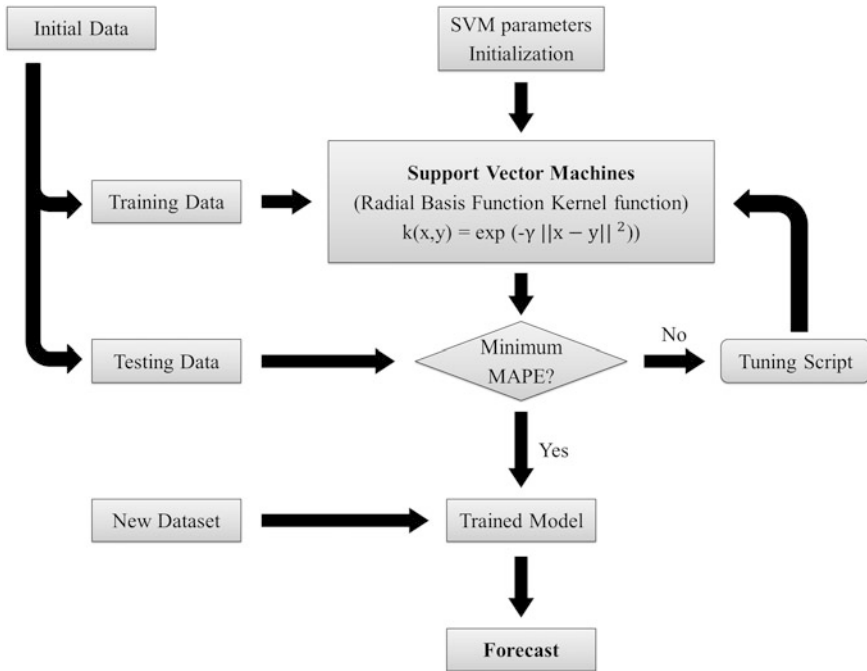 Initial Data
SVM parameters
Initialization
Support Vector Machines
(Radial Basis Function Kernel function)
k(x,y) = exp (-γ ||x − y|| ²))
Training Data
Testing Data
Minimum
MAPE?
No
Tuning Script
Yes
New Dataset
Trained Model
Forecast